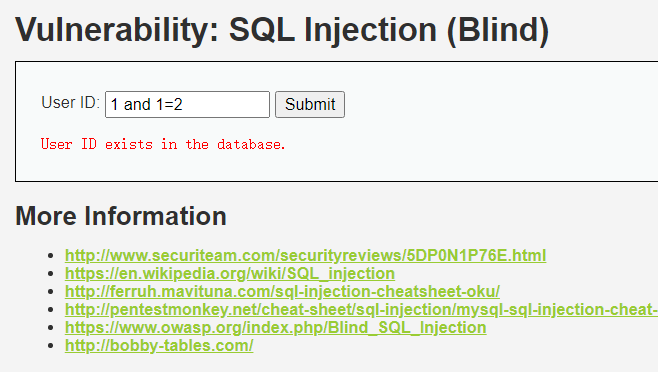 Vulnerability: SQL Injection (Blind)
User ID: 1 and 1=2 Submit
User ID exists in the database.
More Information
http://www.securiteam.com/securityreviews/5DP0N1P76E.html
https://en.wikipedia.org/wiki/SQL_injection
http://ferruh.mavituna.com/sql-injection-cheatsheet-oku/
http://pentestmonkey.net/cheat-sheet/sql-injection/mysql-sql-injection-cheat-
https://www.owasp.org/index.php/Blind_SQL_Injection
http://bobby-tables.com/